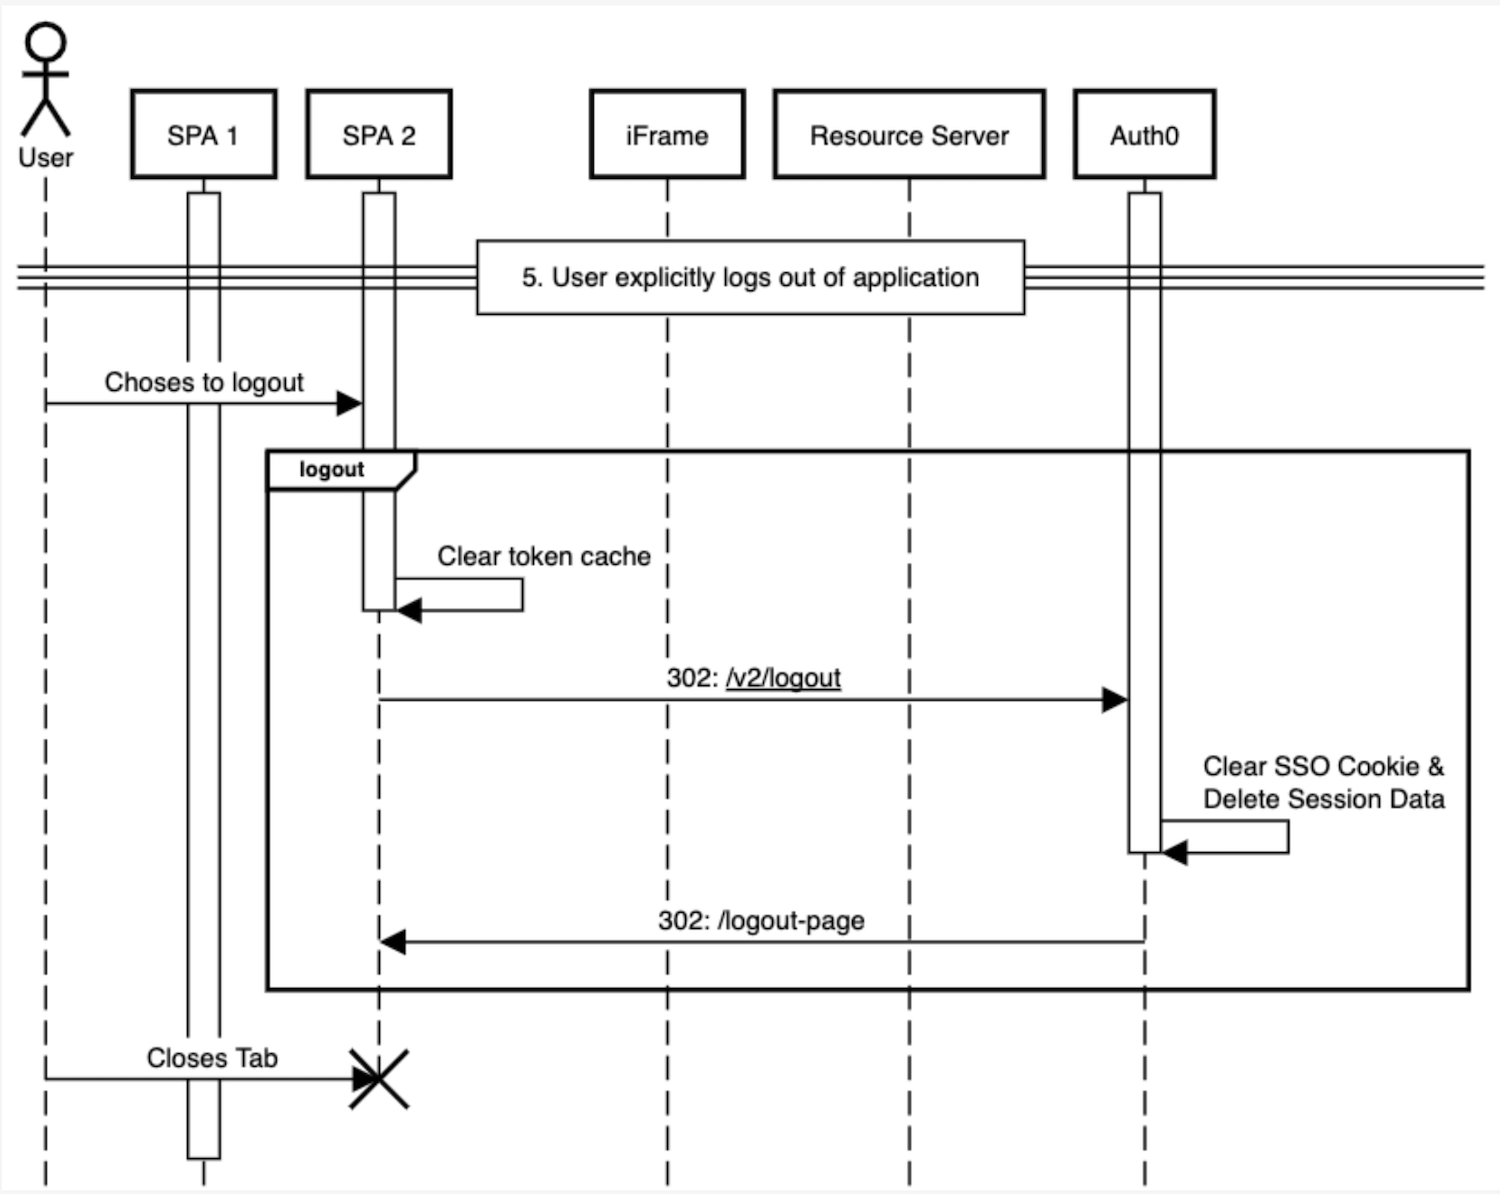 User
SPA 1
SPA 2
iFrame
Resource Server
Auth0
5. User explicitly logs out of application
Choses to logout
logout
Clear token cache
302: /v2/logout
Clear SSO Cookie &
Delete Session Data
302: /logout-page
Closes Tab